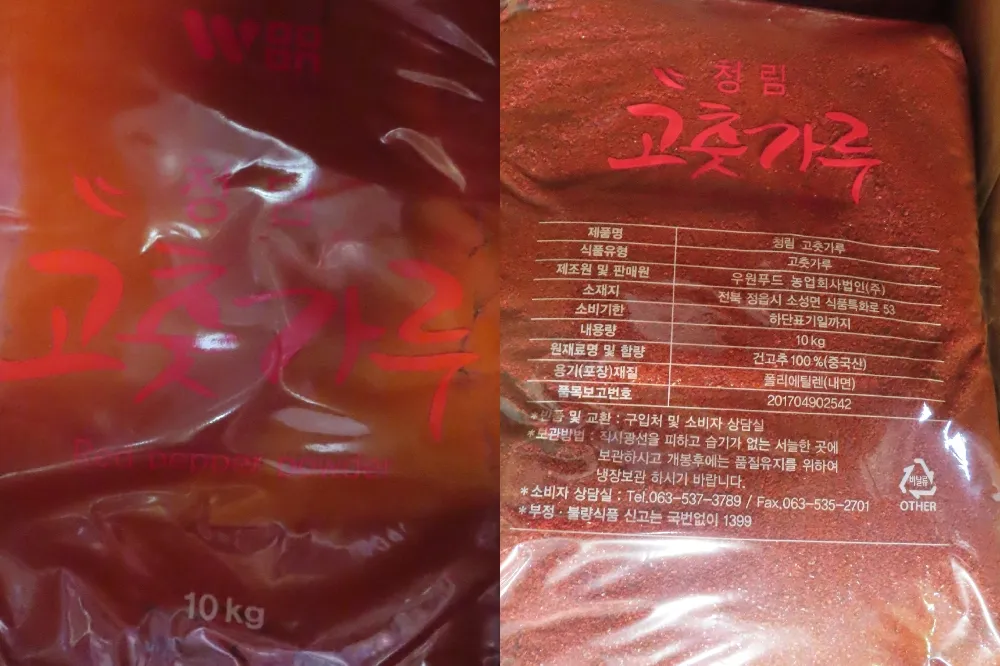 W
청림
고춧가루
Red pepper powder
10 kg
청림
고춧가루
제품명 청림 고춧가루
식품유형 고춧가루
제조원 및 판매원 우원푸드 농업회사법인(주)
소재지 전북 정읍시 소성면 식품특화로 53
소비기한 하단표기일까지
내용량 10 kg
원재료명 및 함량 건고추 100 %(중국산)
용기(포장)재질 폴리에틸렌(내면)
품목보고번호 201704902542
*반품 및 교환 : 구입처 및 소비자 상담실
*보관방법 : 직사광선을 피하고 습기가 없는 서늘한 곳에
보관하시고 개봉후에는 품질유지를 위하여
냉장보관 하시기 바랍니다.
*소비자 상담실 : Tel.063-537-3789 / Fax.063-535-2701
*부정·불량식품 신고는 국번없이 1399
비닐류
OTHER